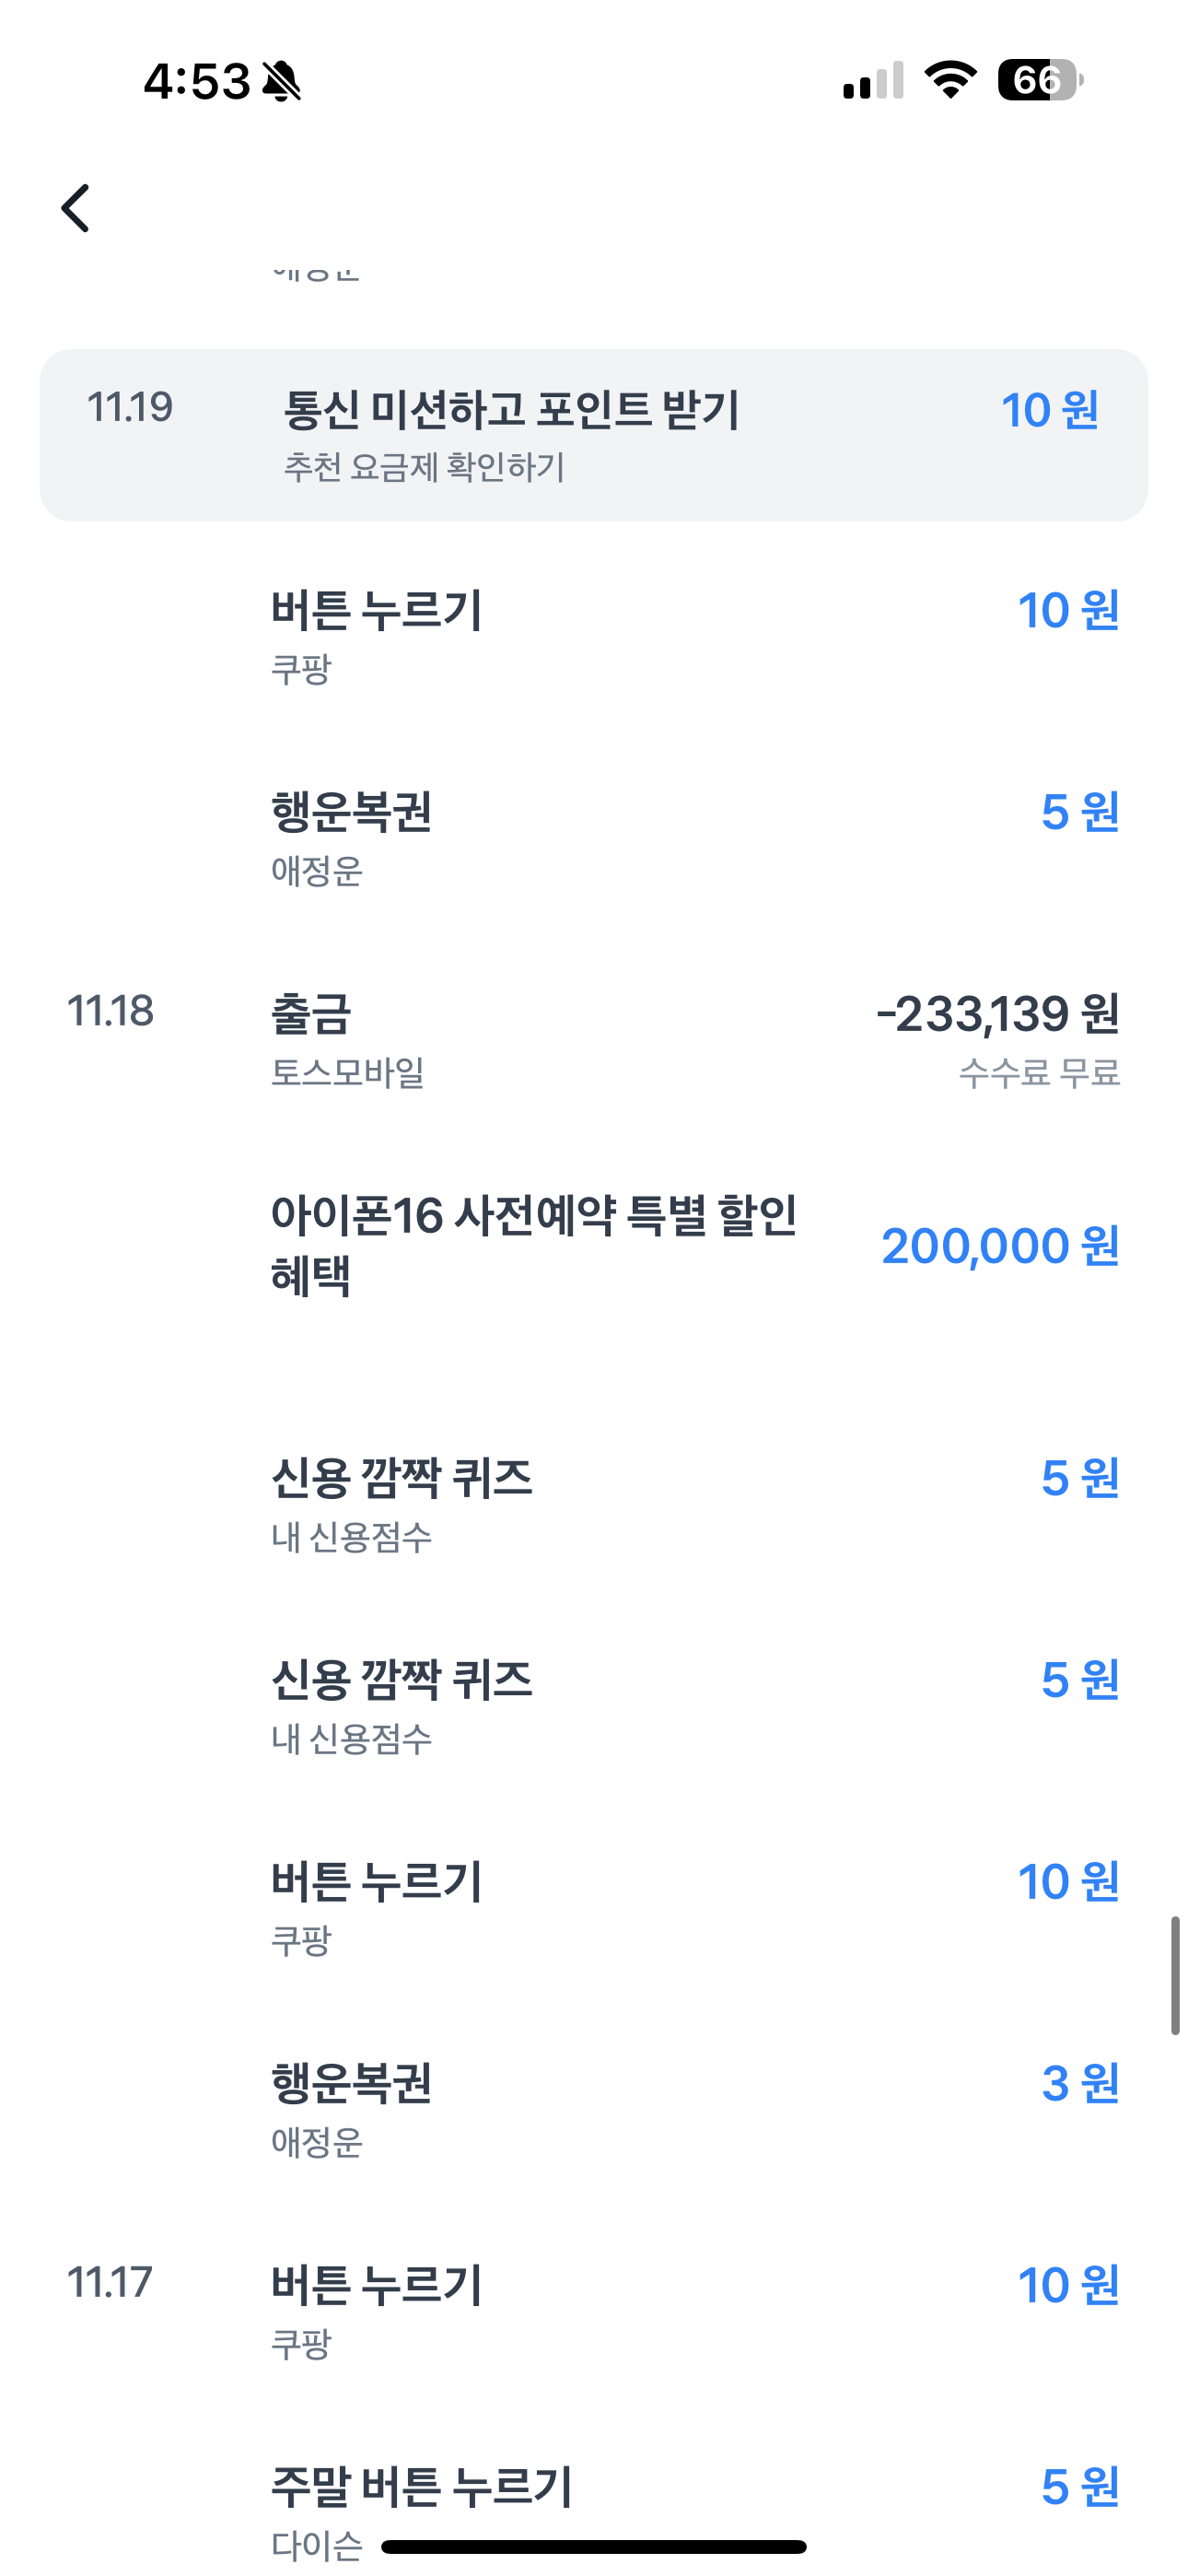 4:53
66
11.19
통신 미션하고 포인트 받기
10 원
추천 요금제 확인하기
버튼 누르기
10 원
쿠팡
행운복권
5 원
애정운
11.18
출금
-233,139 원
토스모바일
수수료 무료
아이폰16 사전예약 특별 할인
혜택
200,000 원
신용 깜짝 퀴즈
5 원
내 신용점수
신용 깜짝 퀴즈
5 원
내 신용점수
버튼 누르기
10 원
쿠팡
행운복권
3 원
애정운
11.17
버튼 누르기
10 원
쿠팡
주말 버튼 누르기
5 원
다이슨